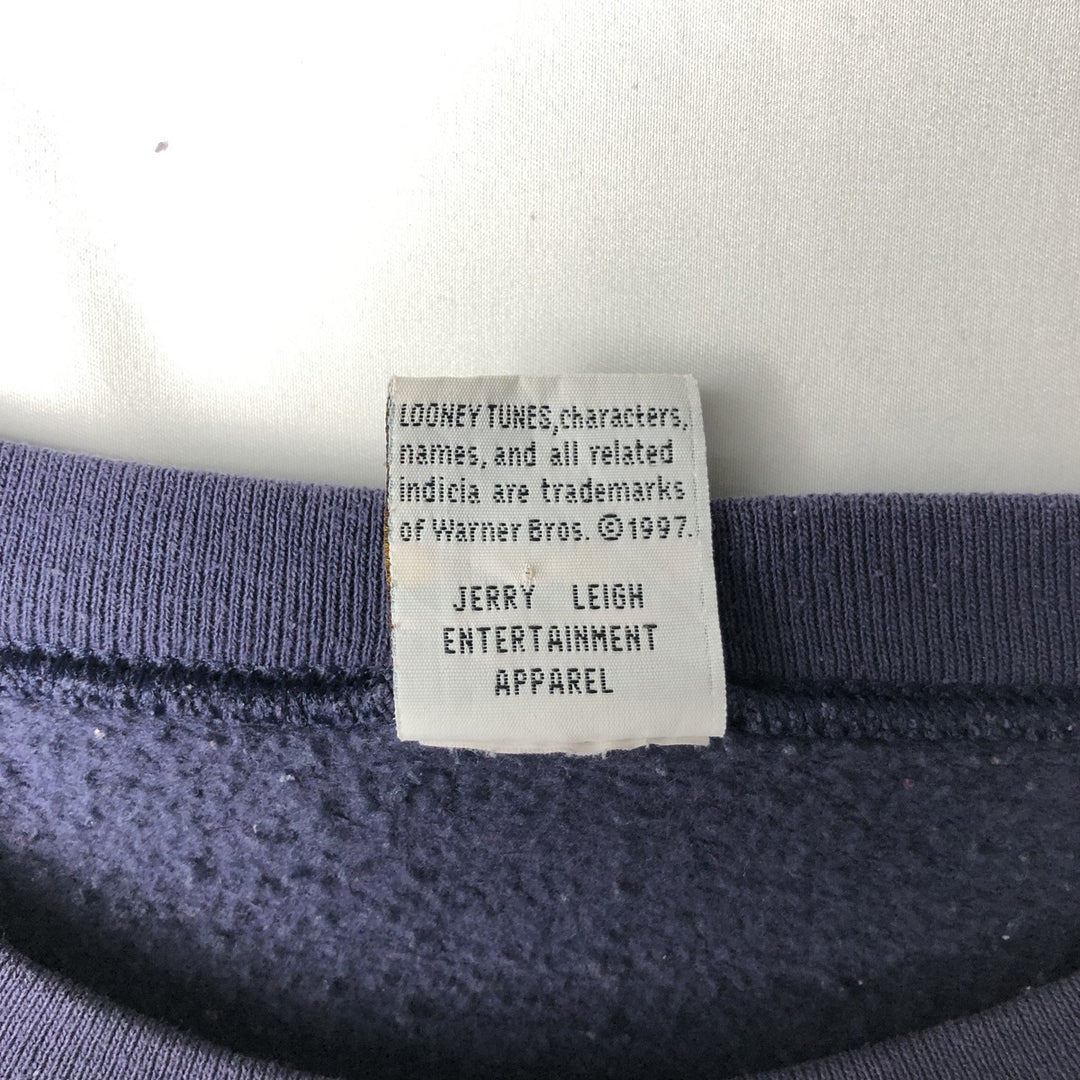 LOONEY TUNES, characters,
names, and all related
indicia are trademarks
of Warner Bros. ©1997.
JERRY LEIGH
ENTERTAINMENT
APPAREL